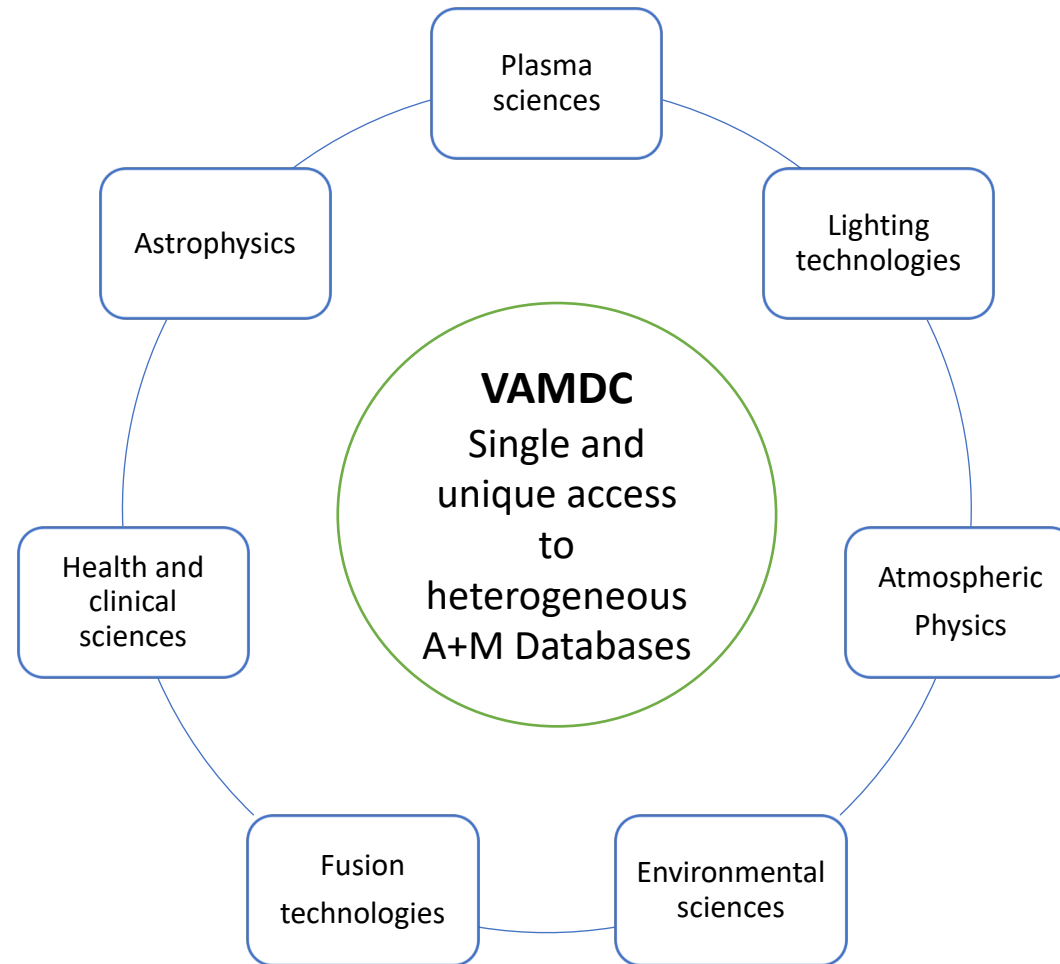 Plasma
sciences
Astrophysics
Lighting
technologies
VAMDC
Single and
unique access
to
heterogeneous
A+M Databases
Health and
clinical
sciences
Atmospheric
Physics
Fusion
technologies
Environmental
sciences